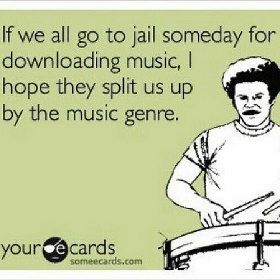 If we all go to jail someday for
downloading music, I
hope they split us up
by the music genre.
your e cards
someecards.com